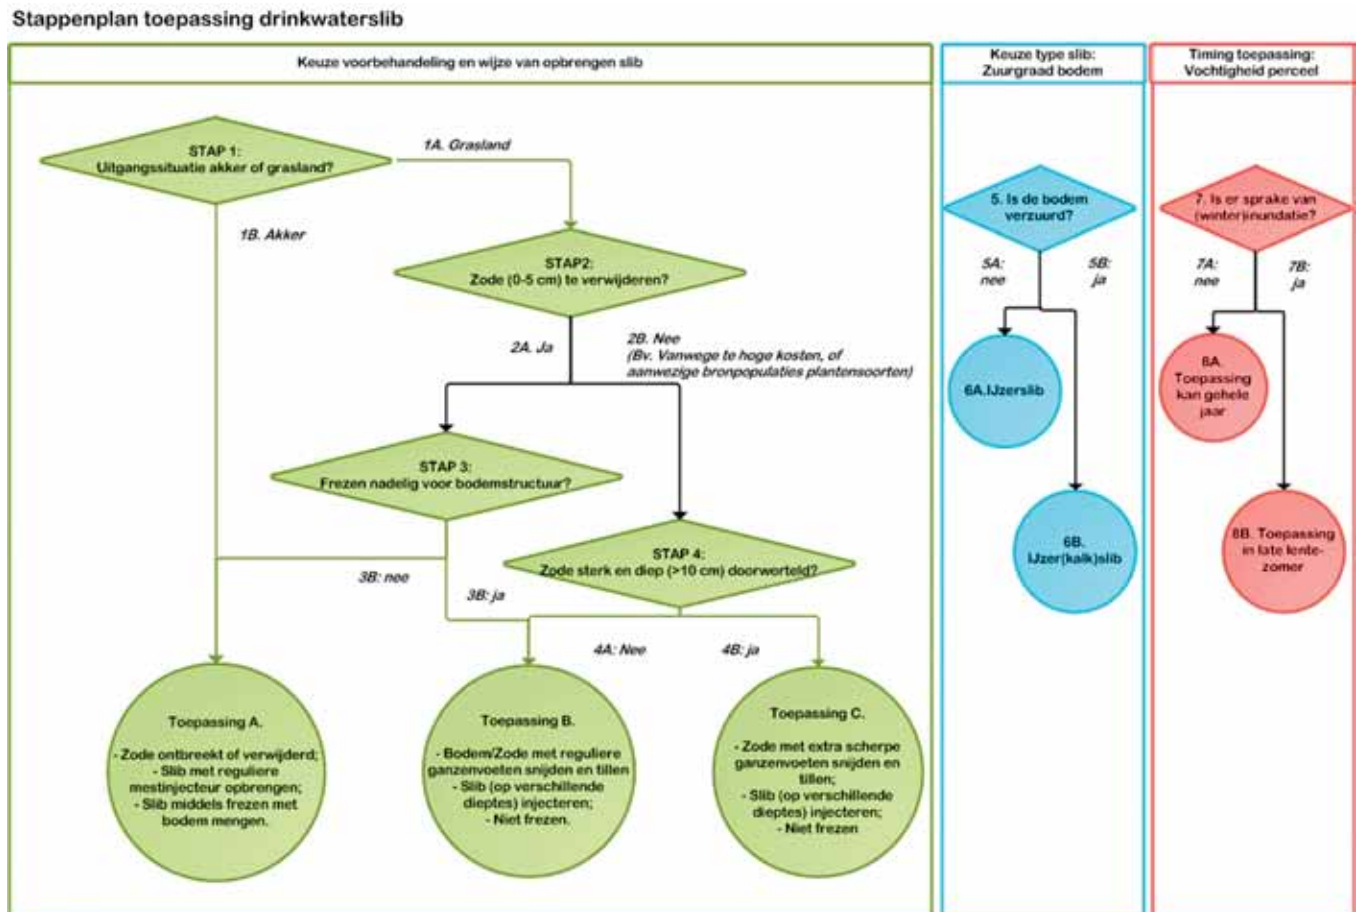 Stappenplan toepassing drinkwaterslib
Keuze voorbehandeling en wijze van opbrengen slib
STAP 1:
Uitgangssituatie akker of grasland?
1A. Grasland
1B. Akker
STAP2:
Zode (0-5 cm) te verwijderen?
2A. Ja
2B. Nee
(Bv. Vanwege te hoge kosten, of
aanwezige bronpopulaties plantensoorten)
STAP 3:
Frezen nadelig voor bodemstructuur?
3B: nee
3B: ja
STAP 4:
Zode sterk en diep (>10 cm) doorworteld?
4A: Nee
4B: ja
Toepassing A.
- Zode ontbreekt of verwijderd;
- Slib met reguliere
mestinjecteur opbrengen;
- Slib middels frezen met
bodem mengen.
Toepassing B.
- Bodem/Zode met reguliere
ganzenvoeten snijden en tillen
- Slib (op verschillende
dieptes) injecteren;
- Niet frezen.
Toepassing C.
- Zode met extra scherpe
ganzenvoeten snijden en
tillen;
- Slib (op verschillende
dieptes) injecteren;
- Niet frezen
Keuze type slib:
Zuurgraad bodem
5. Is de bodem
verzuurd?
5A:
nee
5B:
ja
6A.IJzerslib
6B.
IJzer(kalk)slib
Timing toepassing:
Vochtigheid perceel
7. Is er sprake van
(winter)inundatie?
7A:
nee
7B:
ja
8A.
Toepassing
kan gehele
jaar
8B. Toepassing
in late lente-
zomer